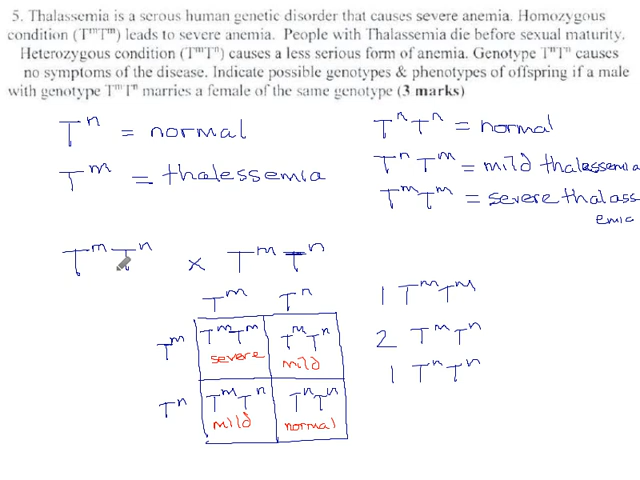 5. Thalassemia is a serous human genetic disorder that causes severe anemia. Homozygous
condition (TᵐTᵐ) leads to severe anemia. People with Thalassemia die before sexual maturity.
Heterozygous condition (TᵐTⁿ) causes a less serious form of anemia. Genotype TⁿTⁿ causes
no symptoms of the disease. Indicate possible genotypes & phenotypes of offspring if a male
with genotype TᵐTⁿ marries a female of the same genotype (3 marks)
Tⁿ = normal
Tᵐ = thalessemia
TⁿTⁿ = normal
TⁿTᵐ = mild thalessemia
TᵐTᵐ = severe thalass-
emia
TᵐTⁿ x TᵐTⁿ
Tᵐ Tⁿ
Tᵐ TᵐTᵐ TᵐTⁿ
severe mild
Tⁿ TᵐTⁿ TⁿTⁿ
mild normal
1 TᵐTᵐ
2 TᵐTⁿ
1 TⁿTⁿ